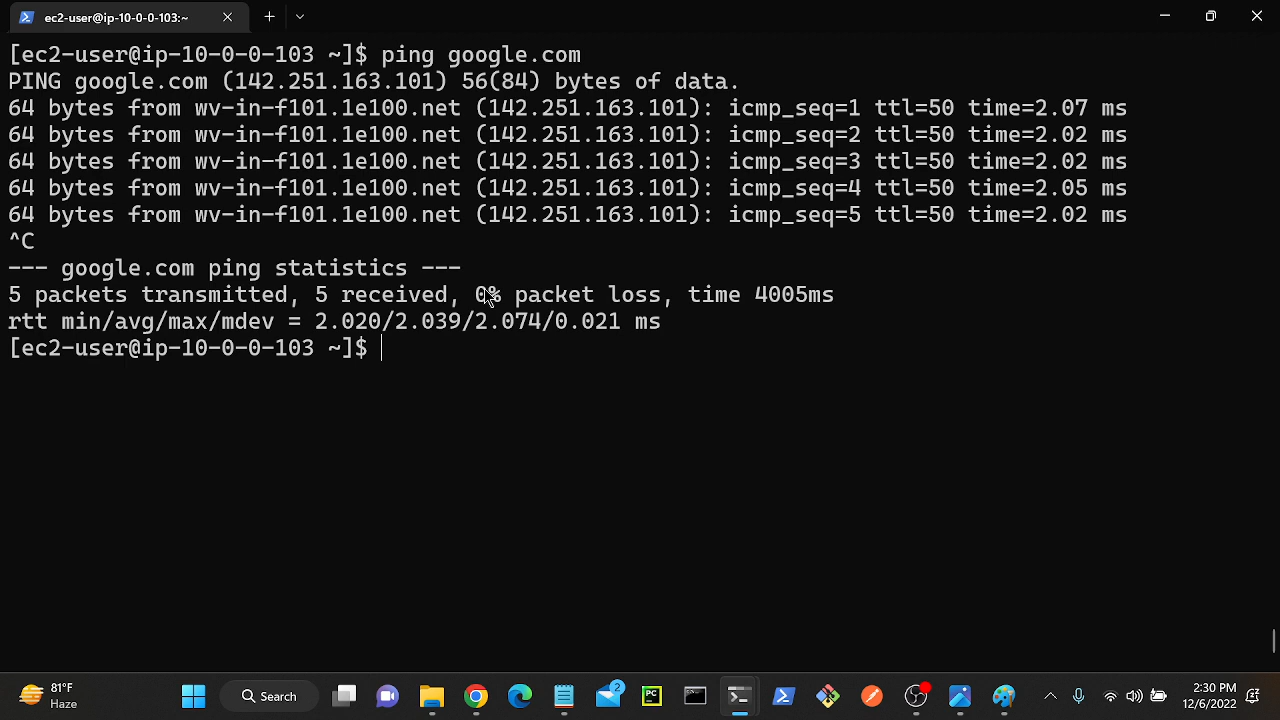 ec2-user@ip-10-0-0-103:~
[ec2-user@ip-10-0-0-103 ~]$ ping google.com
PING google.com (142.251.163.101) 56(84) bytes of data.
64 bytes from wv-in-f101.1e100.net (142.251.163.101): icmp_seq=1 ttl=50 time=2.07 ms
64 bytes from wv-in-f101.1e100.net (142.251.163.101): icmp_seq=2 ttl=50 time=2.02 ms
64 bytes from wv-in-f101.1e100.net (142.251.163.101): icmp_seq=3 ttl=50 time=2.02 ms
64 bytes from wv-in-f101.1e100.net (142.251.163.101): icmp_seq=4 ttl=50 time=2.05 ms
64 bytes from wv-in-f101.1e100.net (142.251.163.101): icmp_seq=5 ttl=50 time=2.02 ms
^C
--- google.com ping statistics ---
5 packets transmitted, 5 received, 0% packet loss, time 4005ms
rtt min/avg/max/mdev = 2.020/2.039/2.074/0.021 ms
[ec2-user@ip-10-0-0-103 ~]$
81°F
Haze
Search
2
PC
2:30 PM
12/6/2022